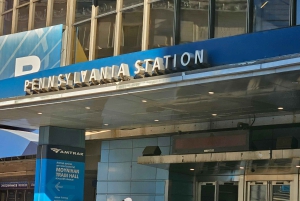 PENNSYLVANIA STATION
AMTRAK
MOYNIHAN
TRAIN HALL